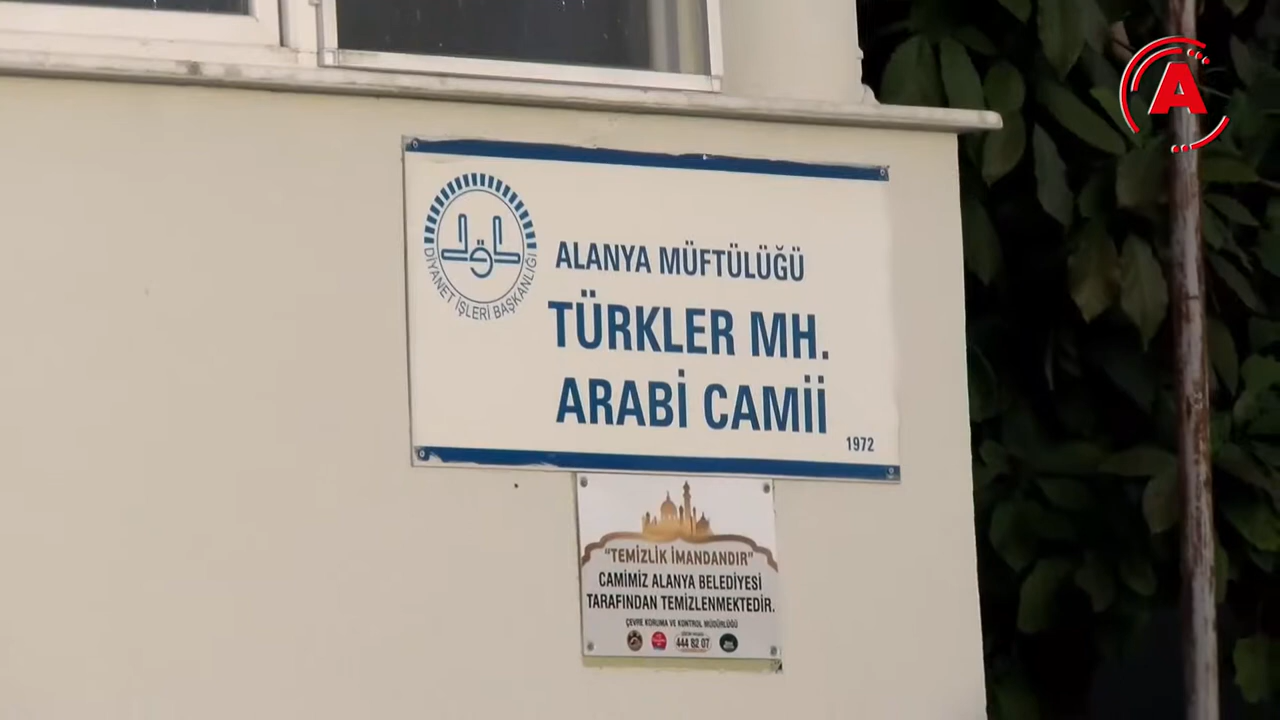 A
ALANYA MÜFTÜLÜĞÜ
DİYANET İŞLERİ BAŞKANLIĞI
TÜRKLER MH.
ARABİ CAMİİ
1972
"TEMİZLİK İMANDANDIR"
CAMİMİZ ALANYA BELEDİYESİ
TARAFINDAN TEMİZLENMEKTEDİR.
ÇEVRE KORUMA VE KONTROL MÜDÜRLÜĞÜ
444 82 07